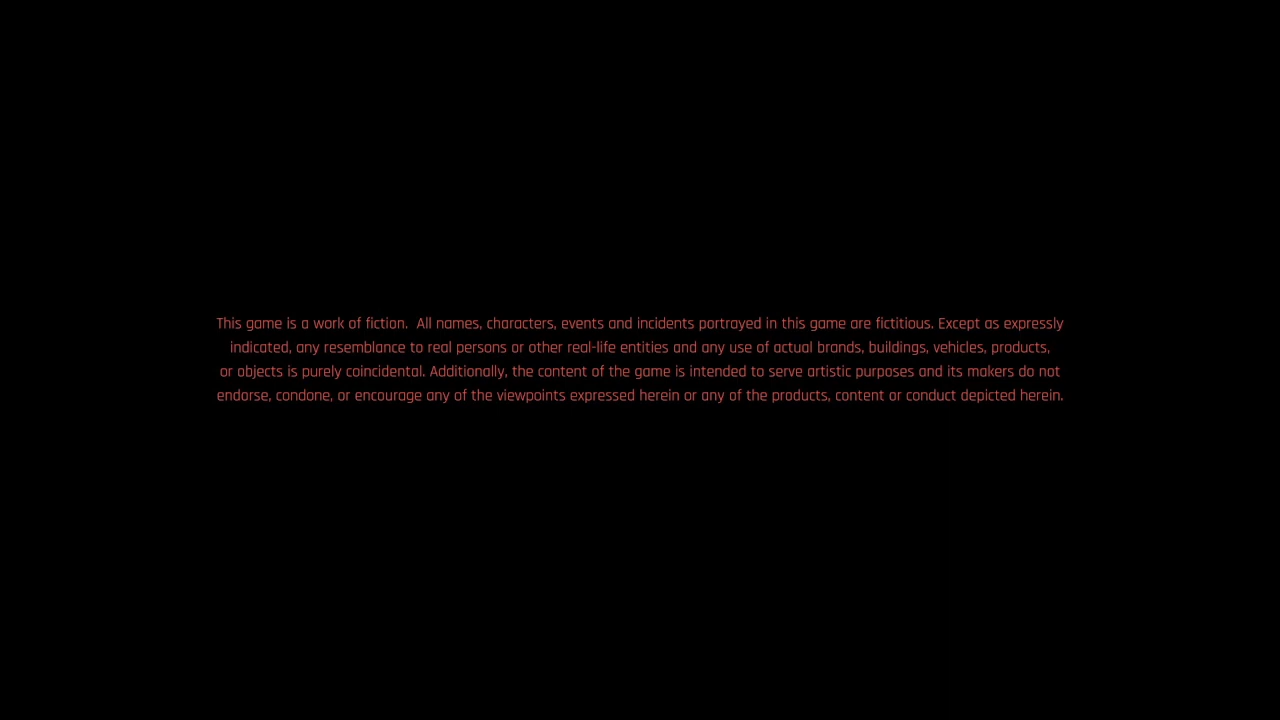 This game is a work of fiction.  All names, characters, events and incidents portrayed in this game are fictitious. Except as expressly
indicated, any resemblance to real persons or other real-life entities and any use of actual brands, buildings, vehicles, products,
or objects is purely coincidental. Additionally, the content of the game is intended to serve artistic purposes and its makers do not
endorse, condone, or encourage any of the viewpoints expressed herein or any of the products, content or conduct depicted herein.